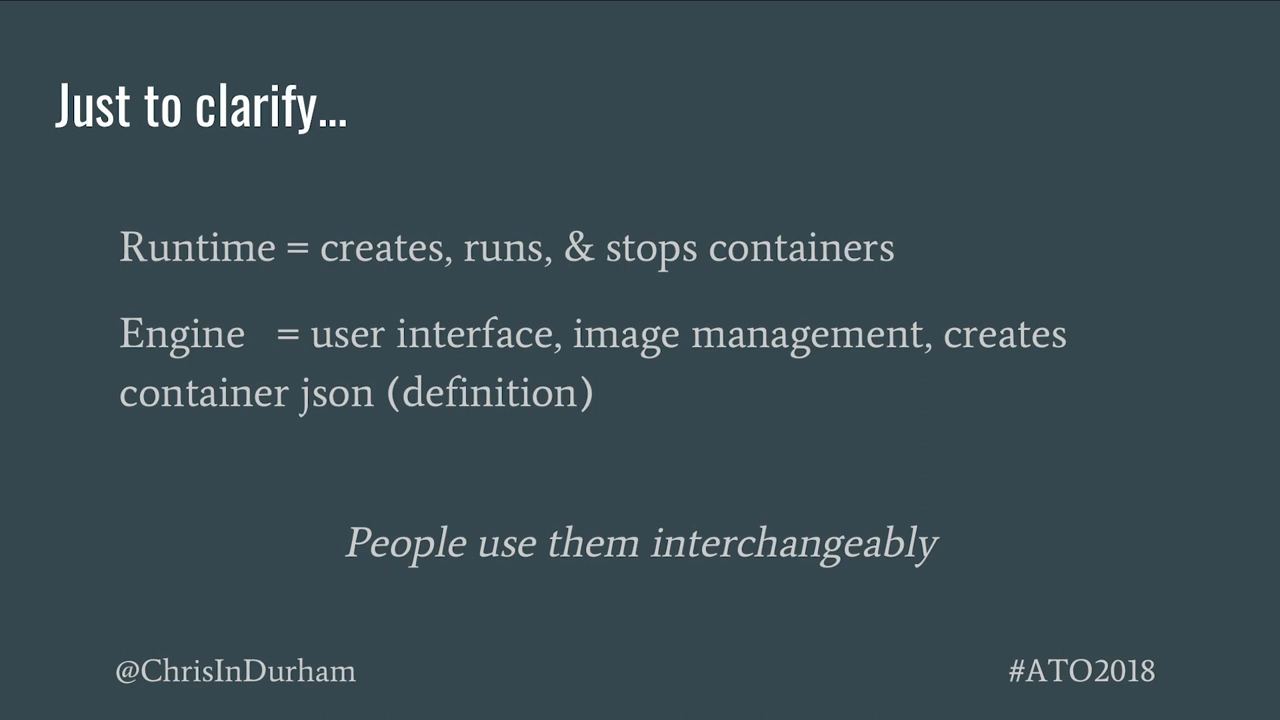 Just to clarify...
Runtime = creates, runs, & stops containers
Engine = user interface, image management, creates
container json (definition)
People use them interchangeably
@ChrisInDurham
#ATO2018